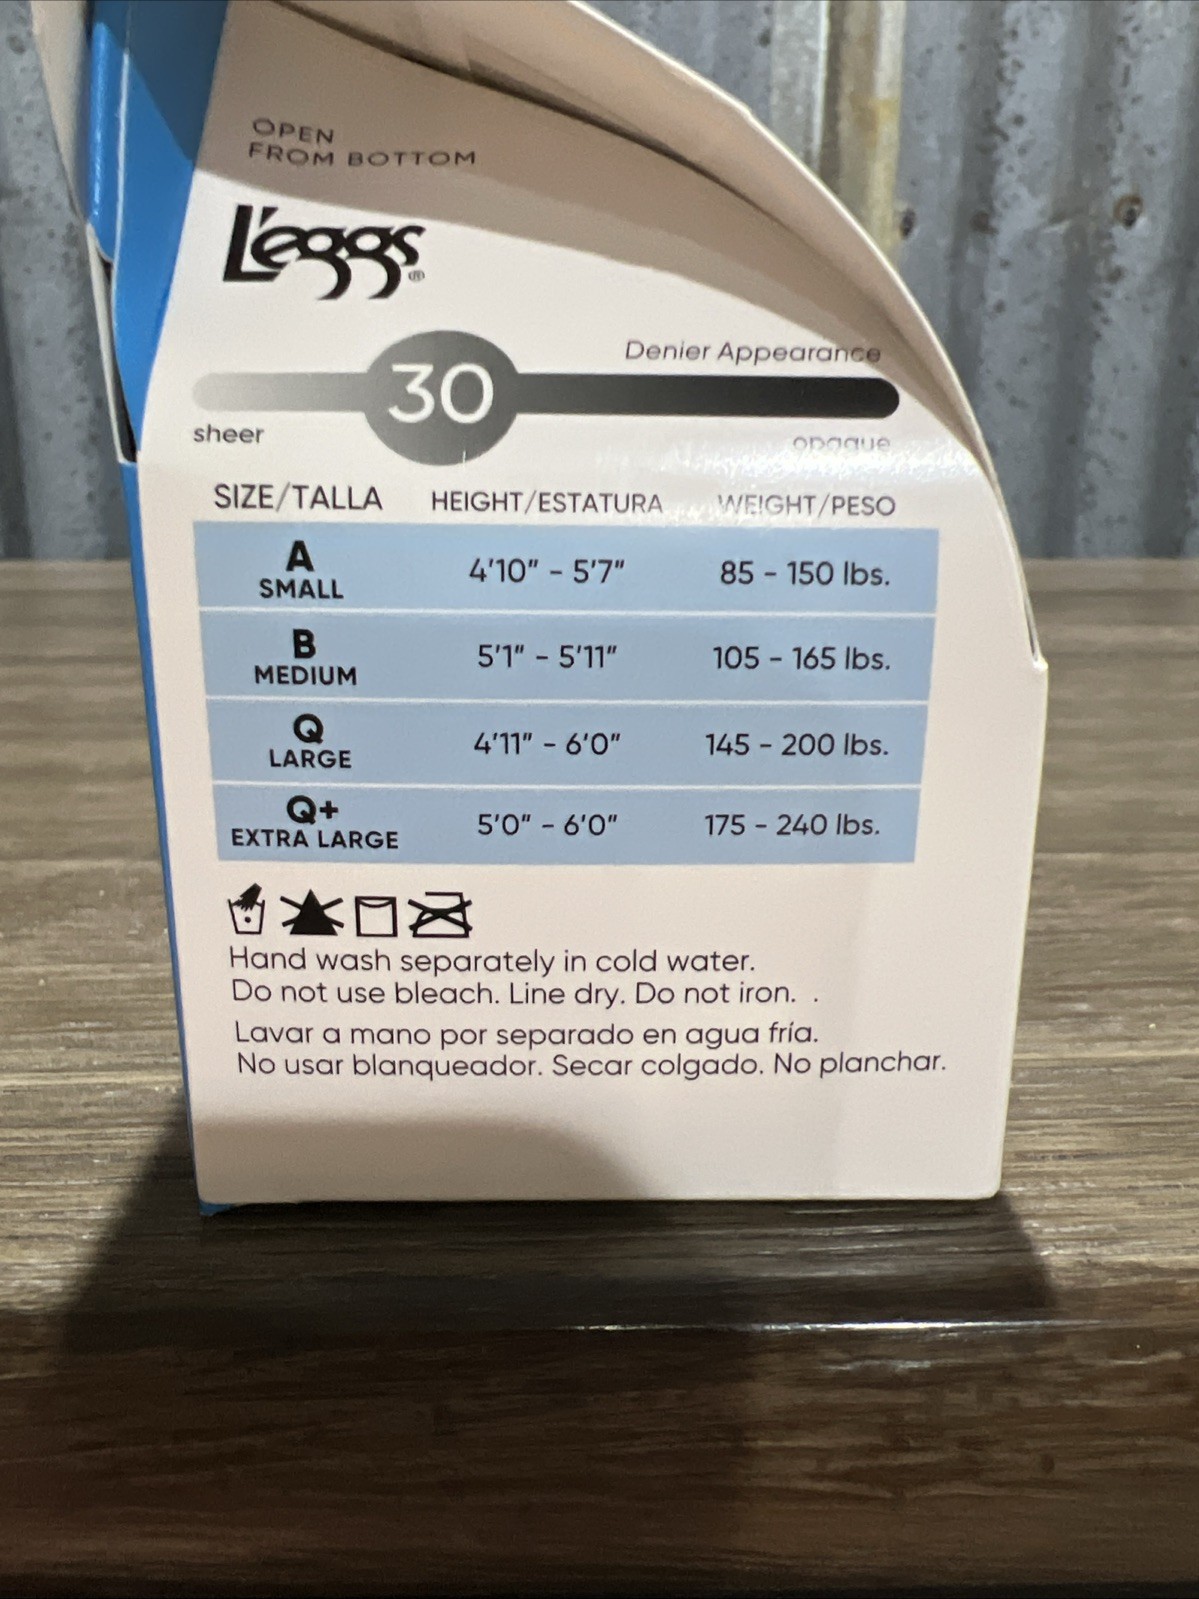 OPEN
FROM BOTTOM
L'eggs®
Denier Appearance
30
sheer
opaque
SIZE/TALLA HEIGHT/ESTATURA WEIGHT/PESO
A
SMALL 4'10" - 5'7" 85 - 150 lbs.
B
MEDIUM 5'1" - 5'11" 105 - 165 lbs.
Q
LARGE 4'11" - 6'0" 145 - 200 lbs.
Q+
EXTRA LARGE 5'0" - 6'0" 175 - 240 lbs.
Hand wash separately in cold water.
Do not use bleach. Line dry. Do not iron. .
Lavar a mano por separado en agua fría.
No usar blanqueador. Secar colgado. No planchar.